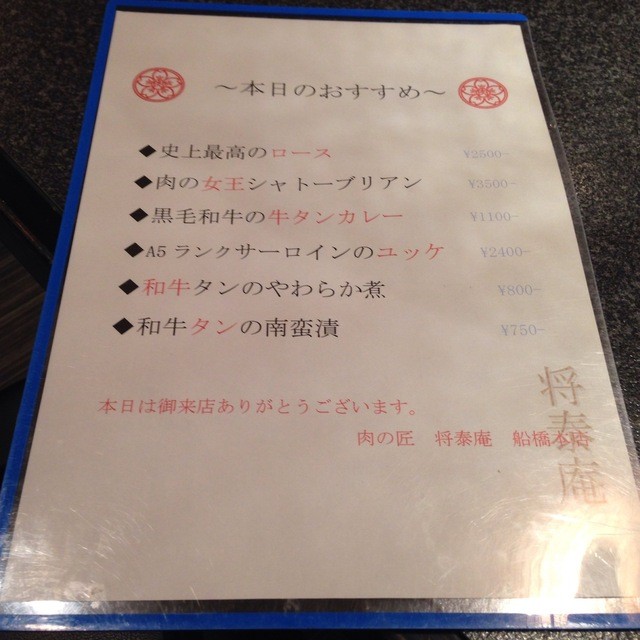 ～本日のおすすめ～
◆史上最高のロース ¥2500-
◆肉の女王シャトーブリアン ¥3500-
◆黒毛和牛の牛タンカレー ¥1100-
◆A5ランクサーロインのユッケ ¥2400-
◆和牛タンのやわらか煮 ¥800-
◆和牛タンの南蛮漬 ¥750-
本日は御来店ありがとうございます。
肉の匠 将泰庵 船橋本店
将泰庵